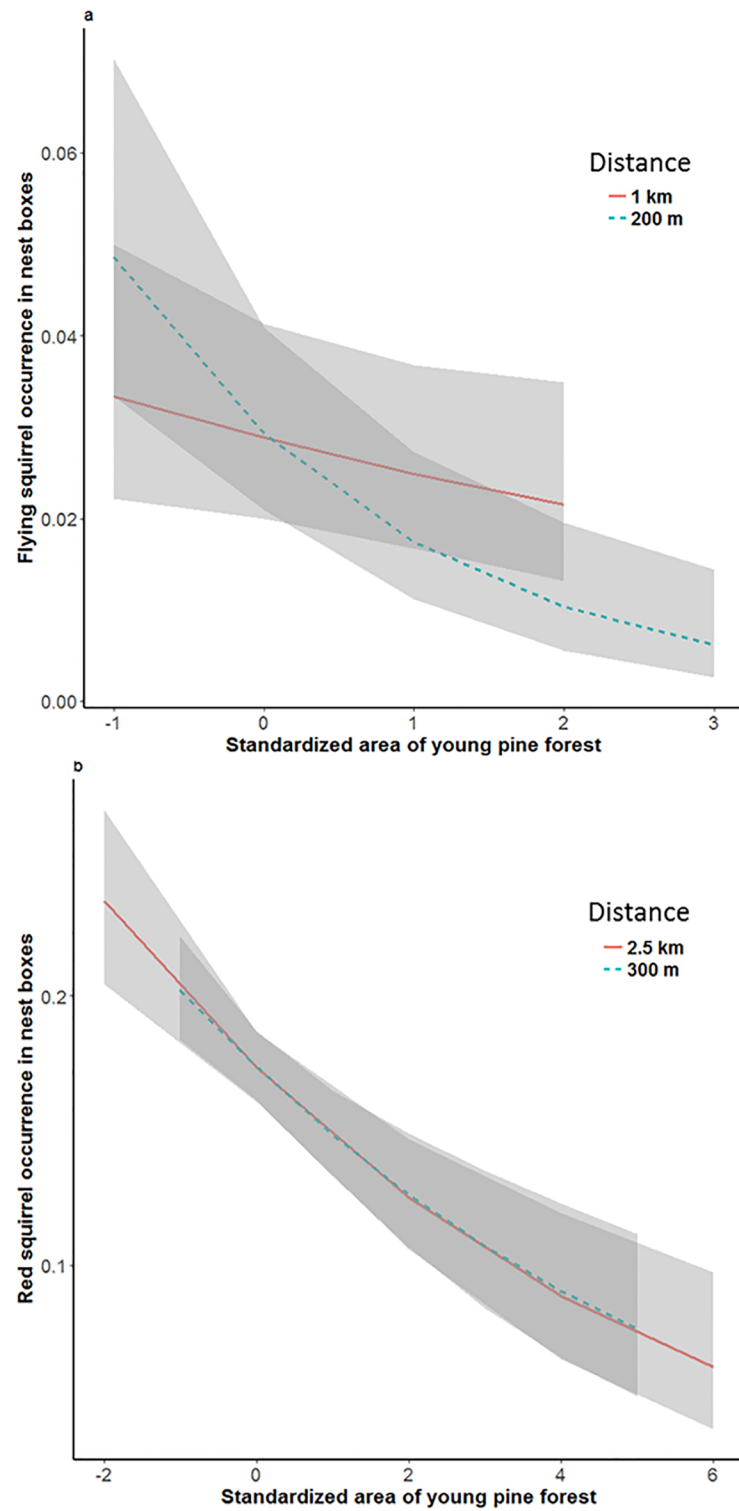 a
Flying squirrel occurrence in nest boxes
0.06
0.04
0.02
0.00
Distance
1 km
200 m
-1 0 1 2 3
Standardized area of young pine forest
b
Red squirrel occurrence in nest boxes
0.2
0.1
Distance
2.5 km
300 m
-2 0 2 4 6
Standardized area of young pine forest